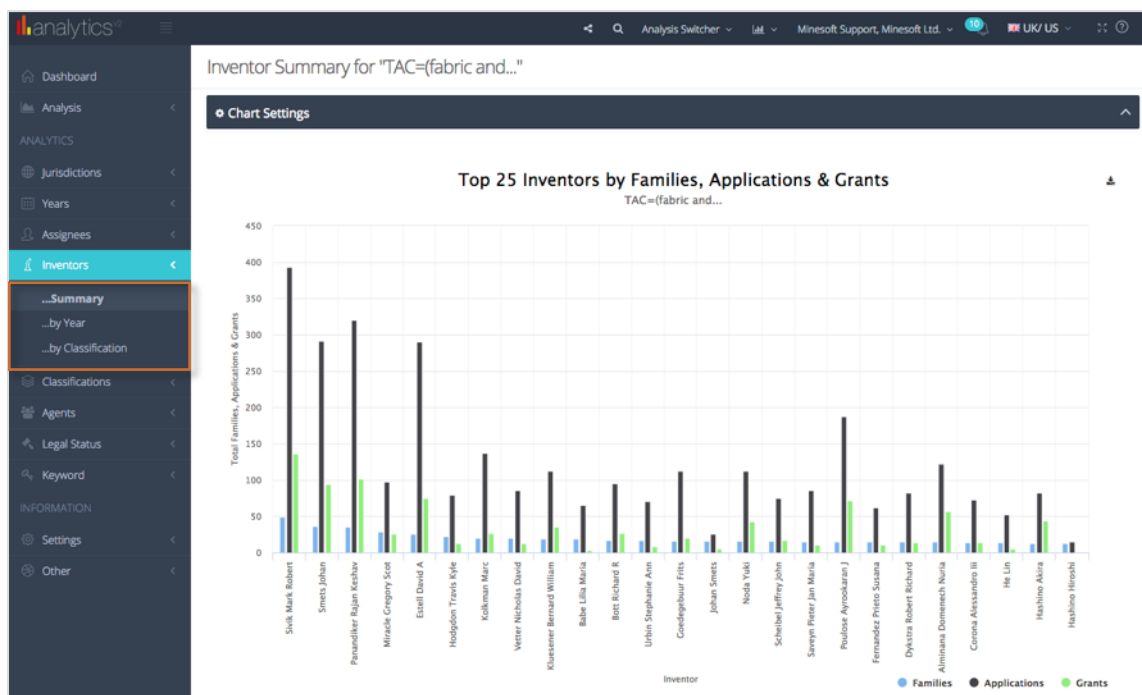 analytics v2
Analysis Switcher
Minesoft Support, Minesoft Ltd.
10
UK/ US
Dashboard
Analysis
ANALYTICS
Jurisdictions
Years
Assignees
Inventors
...Summary
...by Year
...by Classification
Classifications
Agents
Legal Status
Keyword
INFORMATION
Settings
Other
Inventor Summary for "TAC=(fabric and..."
Chart Settings
Top 25 Inventors by Families, Applications & Grants
TAC=(fabric and...
Total Families, Applications & Grants
450
400
350
300
250
200
150
100
50
0
Sivik Mark Robert
Smets Johan
Panandiker Rajan Keshav
Miracle Gregory Scot
Estell David A
Hodgdon Travis Kyle
Kolkman Marc
Vetter Nicholas David
Kluesener Bernard William
Babe Lilia Maria
Bott Richard R
Urbin Stephanie Ann
Goedegebuur Frits
Johan Smets
Noda Yuki
Scheibel Jeffrey John
Saveyn Pieter Jan Maria
Poulose Ayrookaran J
Fernandez Prieto Susana
Dykstra Robert Richard
Alminana Domenech Nuria
Corona Alessandro Iii
He Lin
Hashino Akira
Hashino Hiroshi
Inventor
Families
Applications
Grants